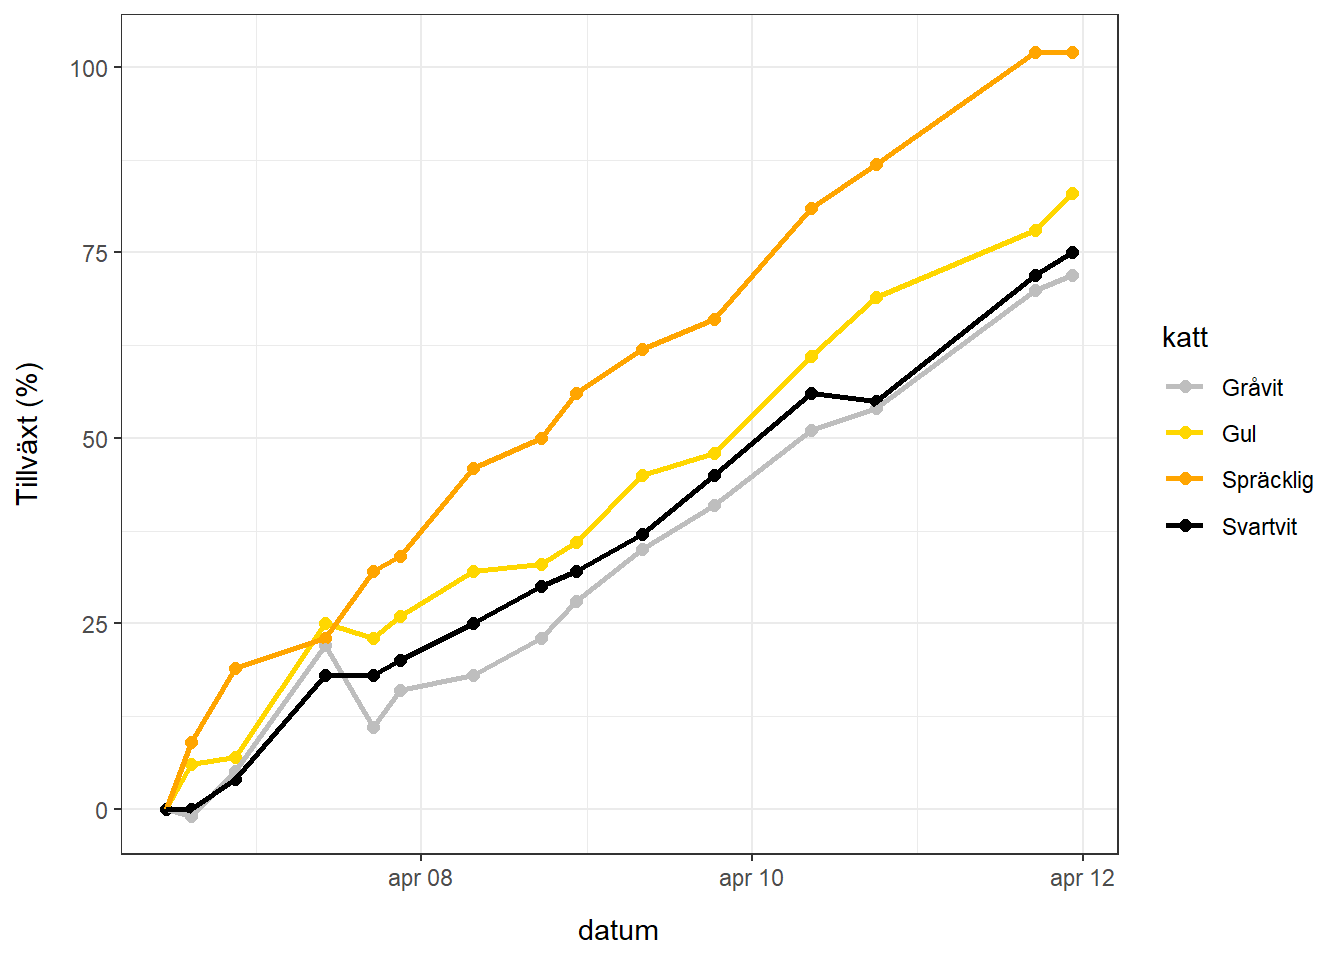 100
75
50
25
0
Tillväxt (%)
apr 08
apr 10
apr 12
datum
katt
Gråvit
Gul
Spräcklig
Svartvit